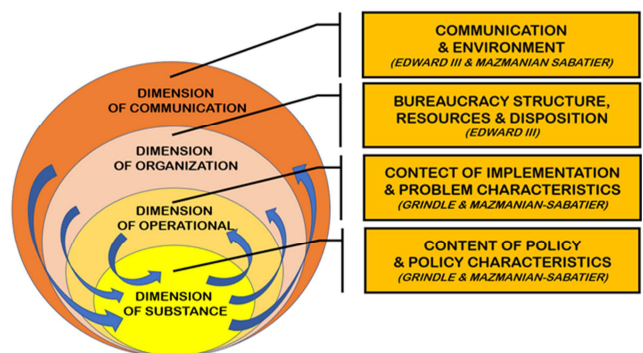 DIMENSION
OF COMMUNICATION
DIMENSION
OF ORGANIZATION
DIMENSION
OF OPERATIONAL
DIMENSION
OF SUBSTANCE
COMMUNICATION
& ENVIRONMENT
(EDWARD III & MAZMANIAN SABATIER)
BUREAUCRACY STRUCTURE,
RESOURCES & DISPOSITION
(EDWARD III)
CONTECT OF IMPLEMENTATION
& PROBLEM CHARACTERISTICS
(GRINDLE & MAZMANIAN-SABATIER)
CONTENT OF POLICY
& POLICY CHARACTERISTICS
(GRINDLE & MAZMANIAN-SABATIER)